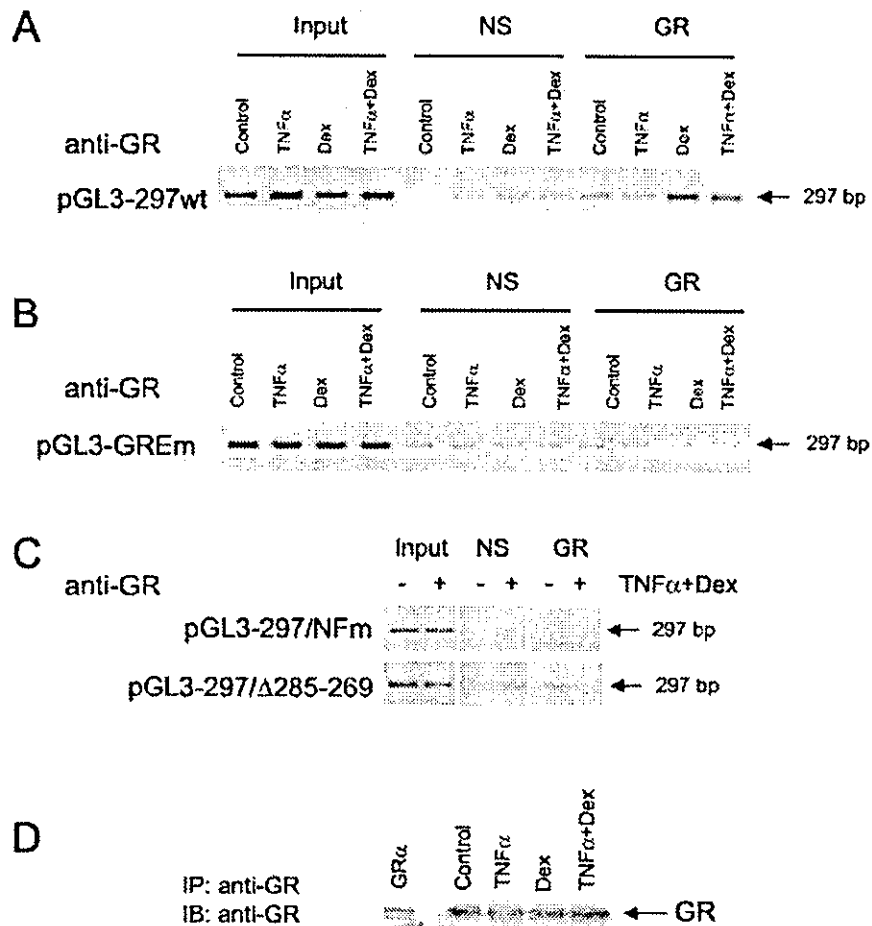 A
Input NS GR
anti-GR Control TNFα Dex TNFα+Dex Control TNFα Dex TNFα+Dex Control TNFα Dex TNFα+Dex
pGL3-297wt ← 297 bp
B
Input NS GR
anti-GR Control TNFα Dex TNFα+Dex Control TNFα Dex TNFα+Dex Control TNFα Dex TNFα+Dex
pGL3-GREm ← 297 bp
C
Input NS GR
anti-GR - + - + - + TNFα+Dex
pGL3-297/NFm ← 297 bp
pGL3-297/Δ285-269 ← 297 bp
D
GRα Control TNFα Dex TNFα+Dex
IP: anti-GR
IB: anti-GR ← GR